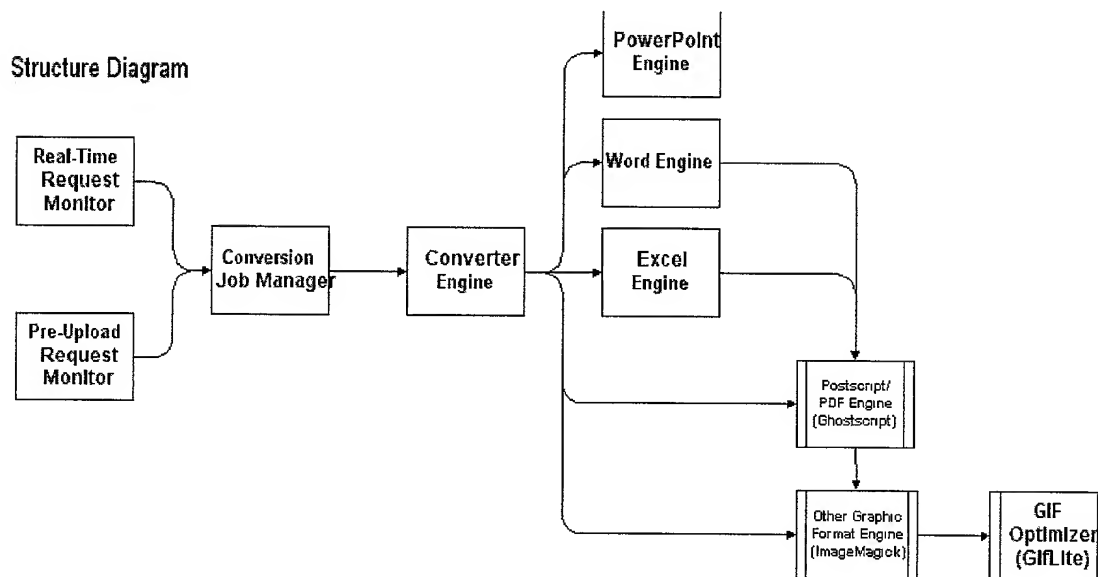 Structure Diagram
PowerPoint
Engine
Real-Time
Request
Monitor
Word Engine
Conversion
Job Manager
Converter
Engine
Excel
Engine
Pre-Upload
Request
Monitor
Postscript/
PDF Engine
(Ghostscript)
Other Graphic
Format Engine
(ImageMagick)
GIF
Optimizer
(GifLite)